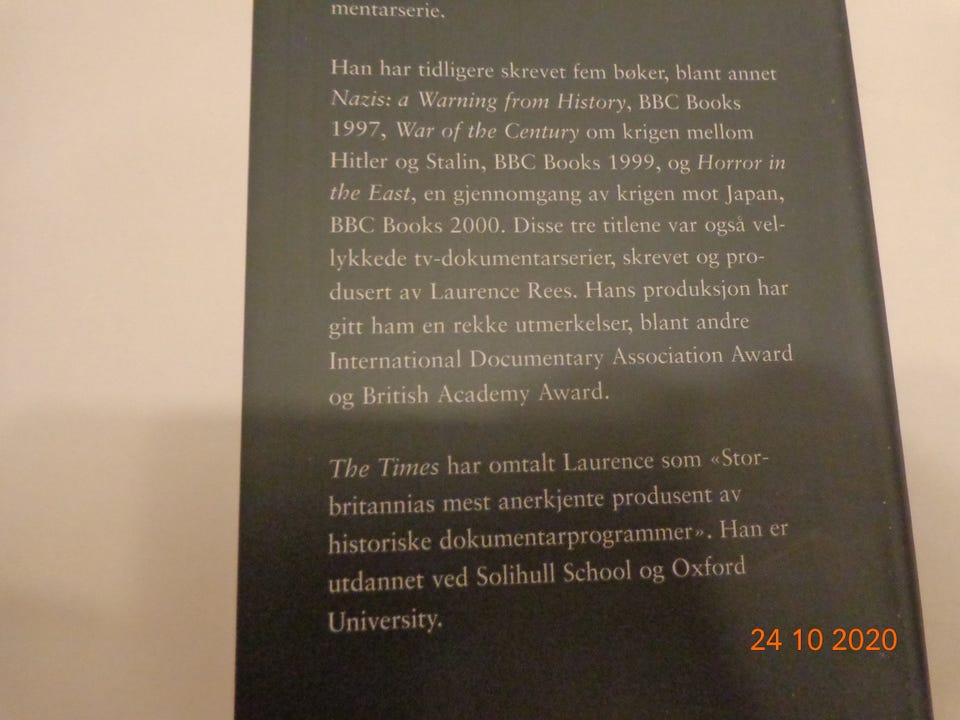 mentarserie.
Han har tidligere skrevet fem bøker, blant annet
Nazis: a Warning from History, BBC Books
1997, War of the Century om krigen mellom
Hitler og Stalin, BBC Books 1999, og Horror in
the East, en gjennomgang av krigen mot Japan,
BBC Books 2000. Disse tre titlene var også vel-
lykkede tv-dokumentarserier, skrevet og pro-
dusert av Laurence Rees. Hans produksjon har
gitt ham en rekke utmerkelser, blant andre
International Documentary Association Award
og British Academy Award.
The Times har omtalt Laurence som «Stor-
britannias mest anerkjente produsent av
historiske dokumentarprogrammer». Han er
utdannet ved Solihull School og Oxford
University.
24 10 2020